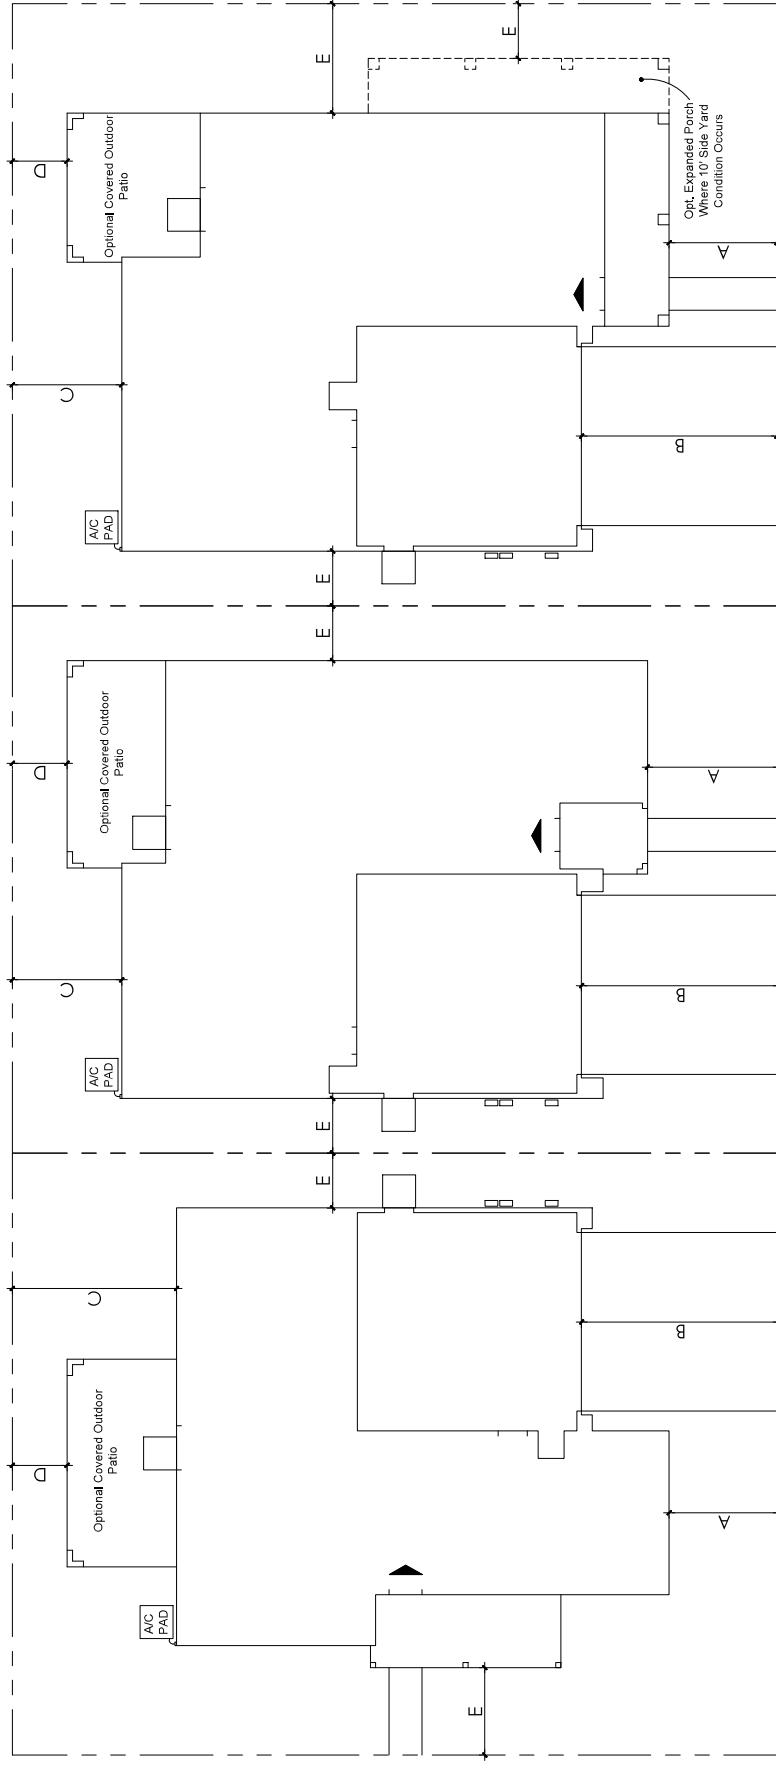 E
E
D
Optional Covered Outdoor
Patio
Opt. Expanded Porch
Where 10' Side Yard
Condition Occurs
A
C
B
A/C
PAD
E
E
D
Optional Covered Outdoor
Patio
A
C
B
A/C
PAD
E
E
C
B
D
Optional Covered Outdoor
Patio
A
A/C
PAD
E